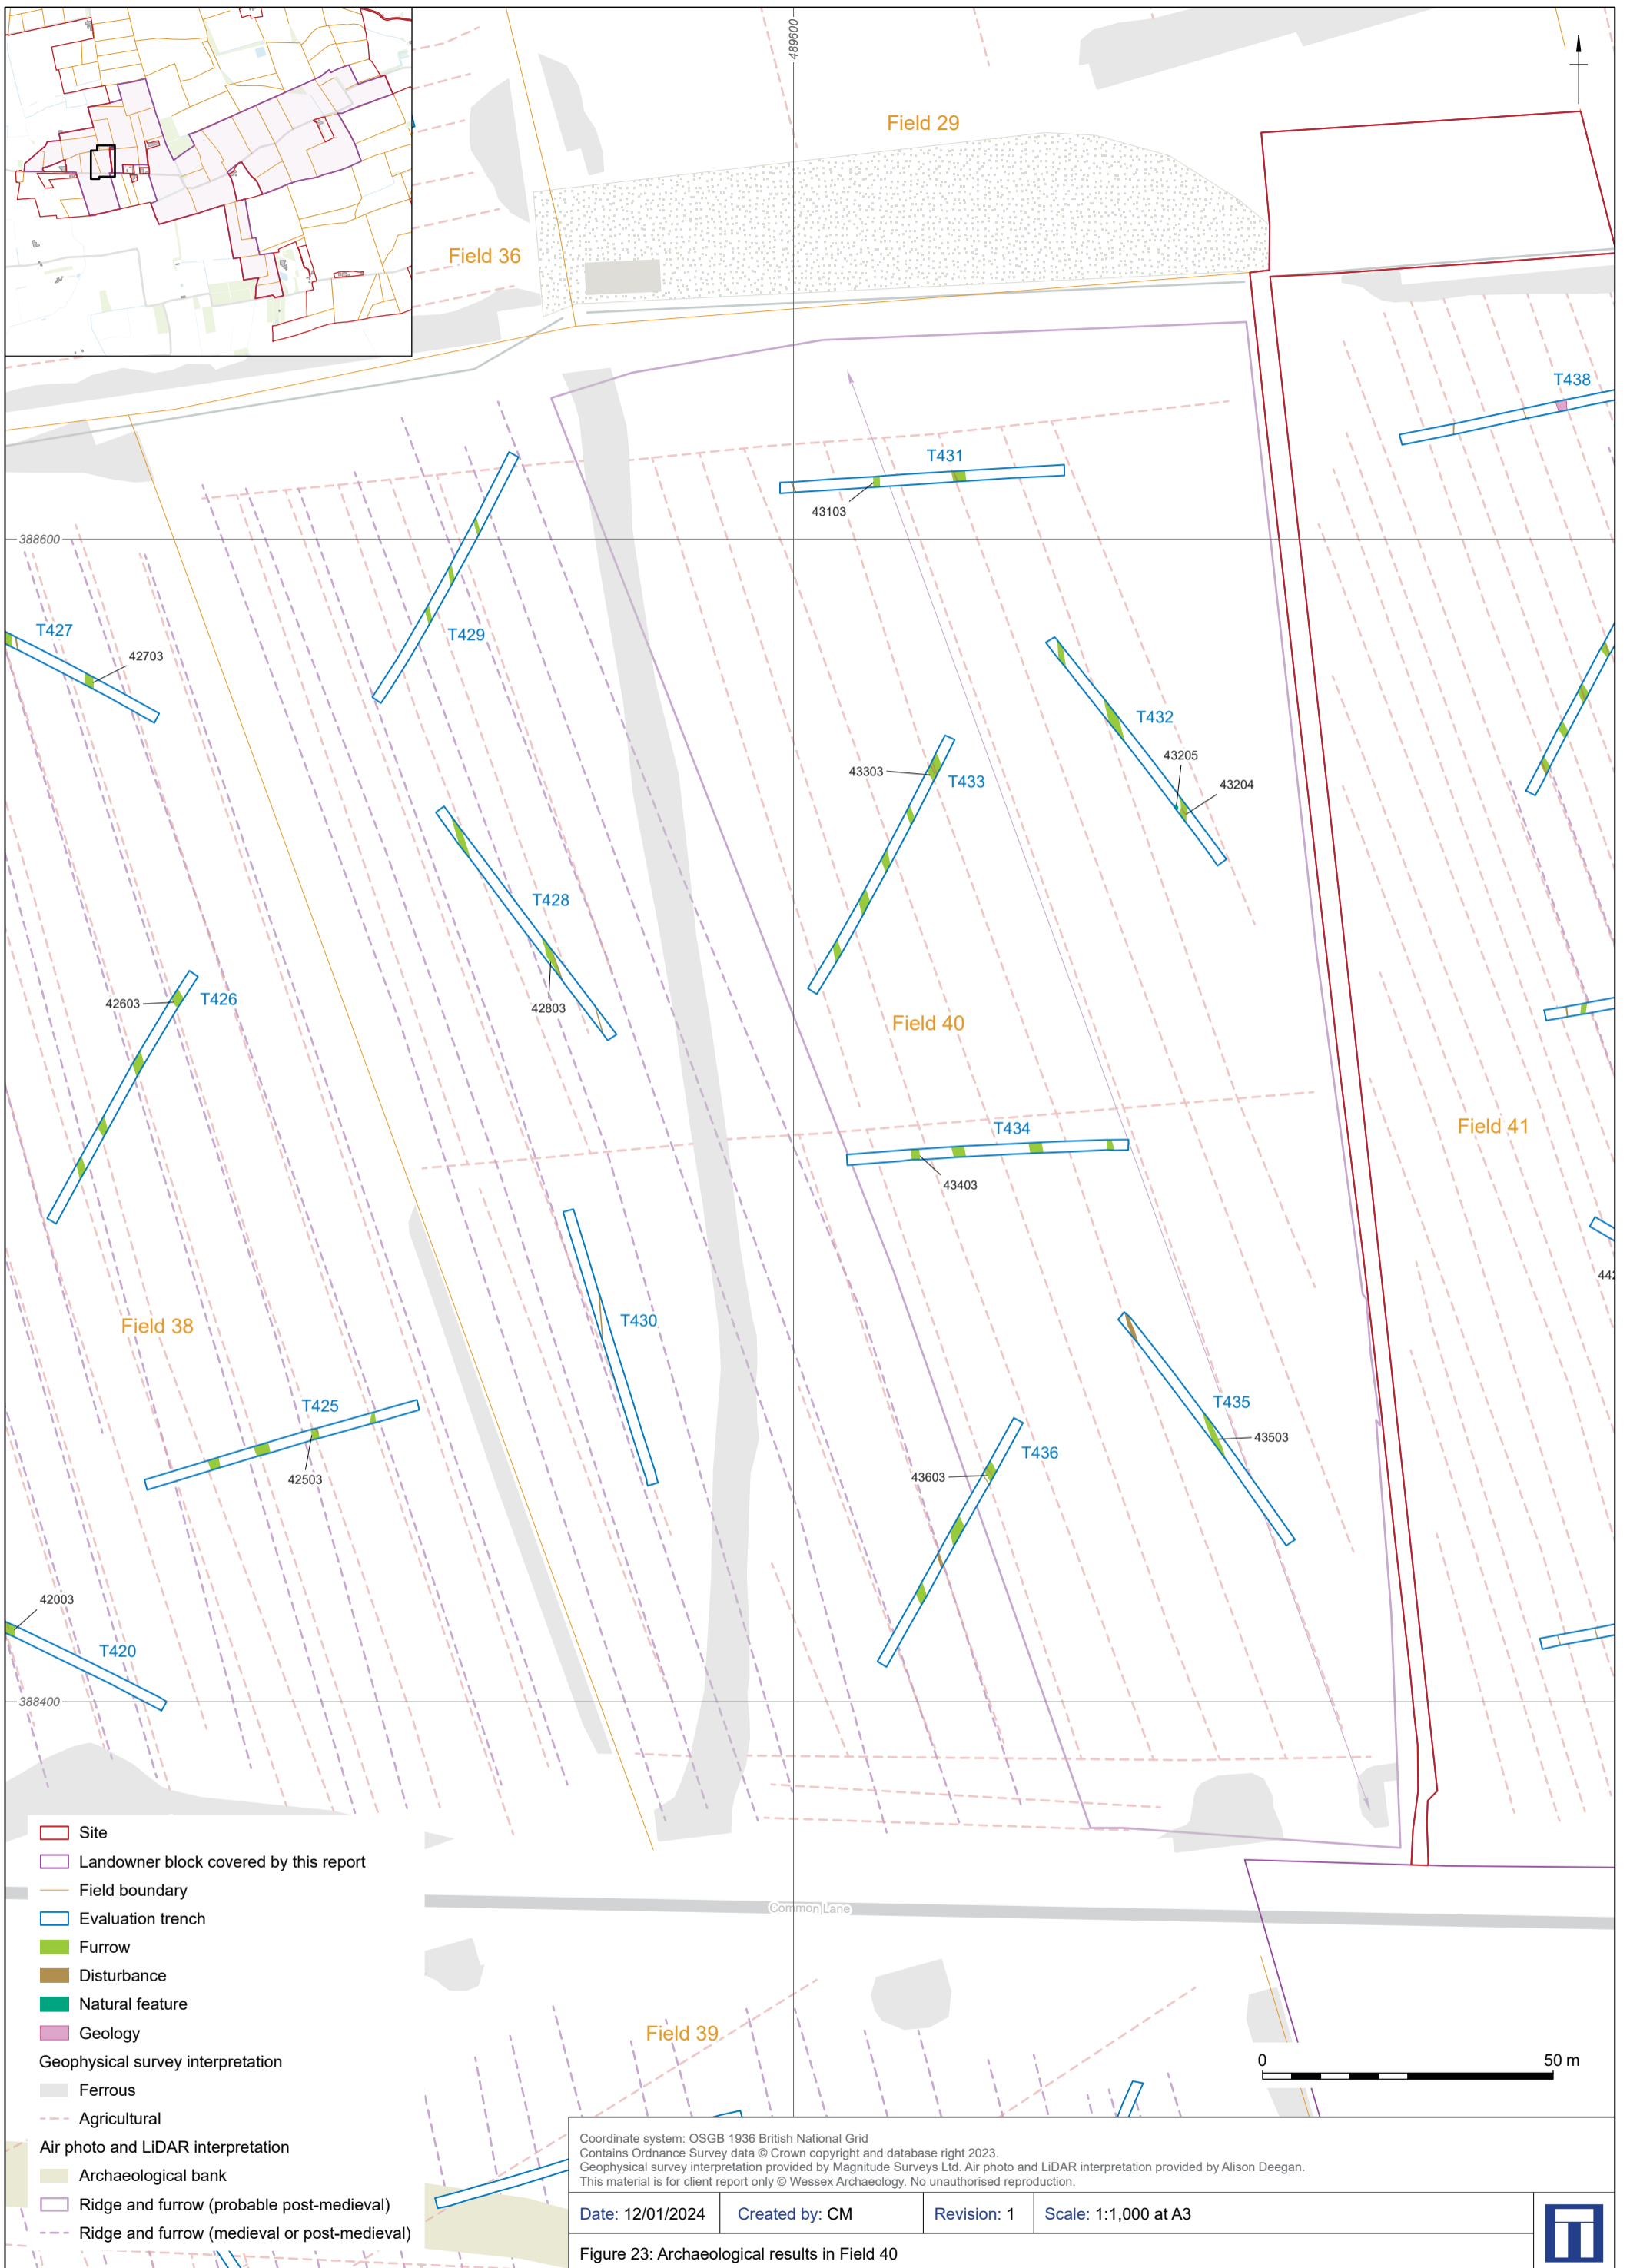 489600
Field 29
Field 36
T438
T431
43103
388600
T427
42703
T429
T432
43205
43204
43303
T433
T428
42803
42603
T426
Field 40
T434
43403
Field 41
Field 38
T430
T425
42503
T435
43503
T436
43603
42003
T420
388400
Site
Landowner block covered by this report
Field boundary
Evaluation trench
Furrow
Disturbance
Natural feature
Geology
Geophysical survey interpretation
Ferrous
Agricultural
Air photo and LiDAR interpretation
Archaeological bank
Ridge and furrow (probable post-medieval)
Ridge and furrow (medieval or post-medieval)
Common Lane
Field 39
0 50 m
Coordinate system: OSGB 1936 British National Grid
Contains Ordnance Survey data © Crown copyright and database right 2023.
Geophysical survey interpretation provided by Magnitude Surveys Ltd. Air photo and LiDAR interpretation provided by Alison Deegan.
This material is for client report only © Wessex Archaeology. No unauthorised reproduction.
Date: 12/01/2024 Created by: CM Revision: 1 Scale: 1:1,000 at A3
Figure 23: Archaeological results in Field 40